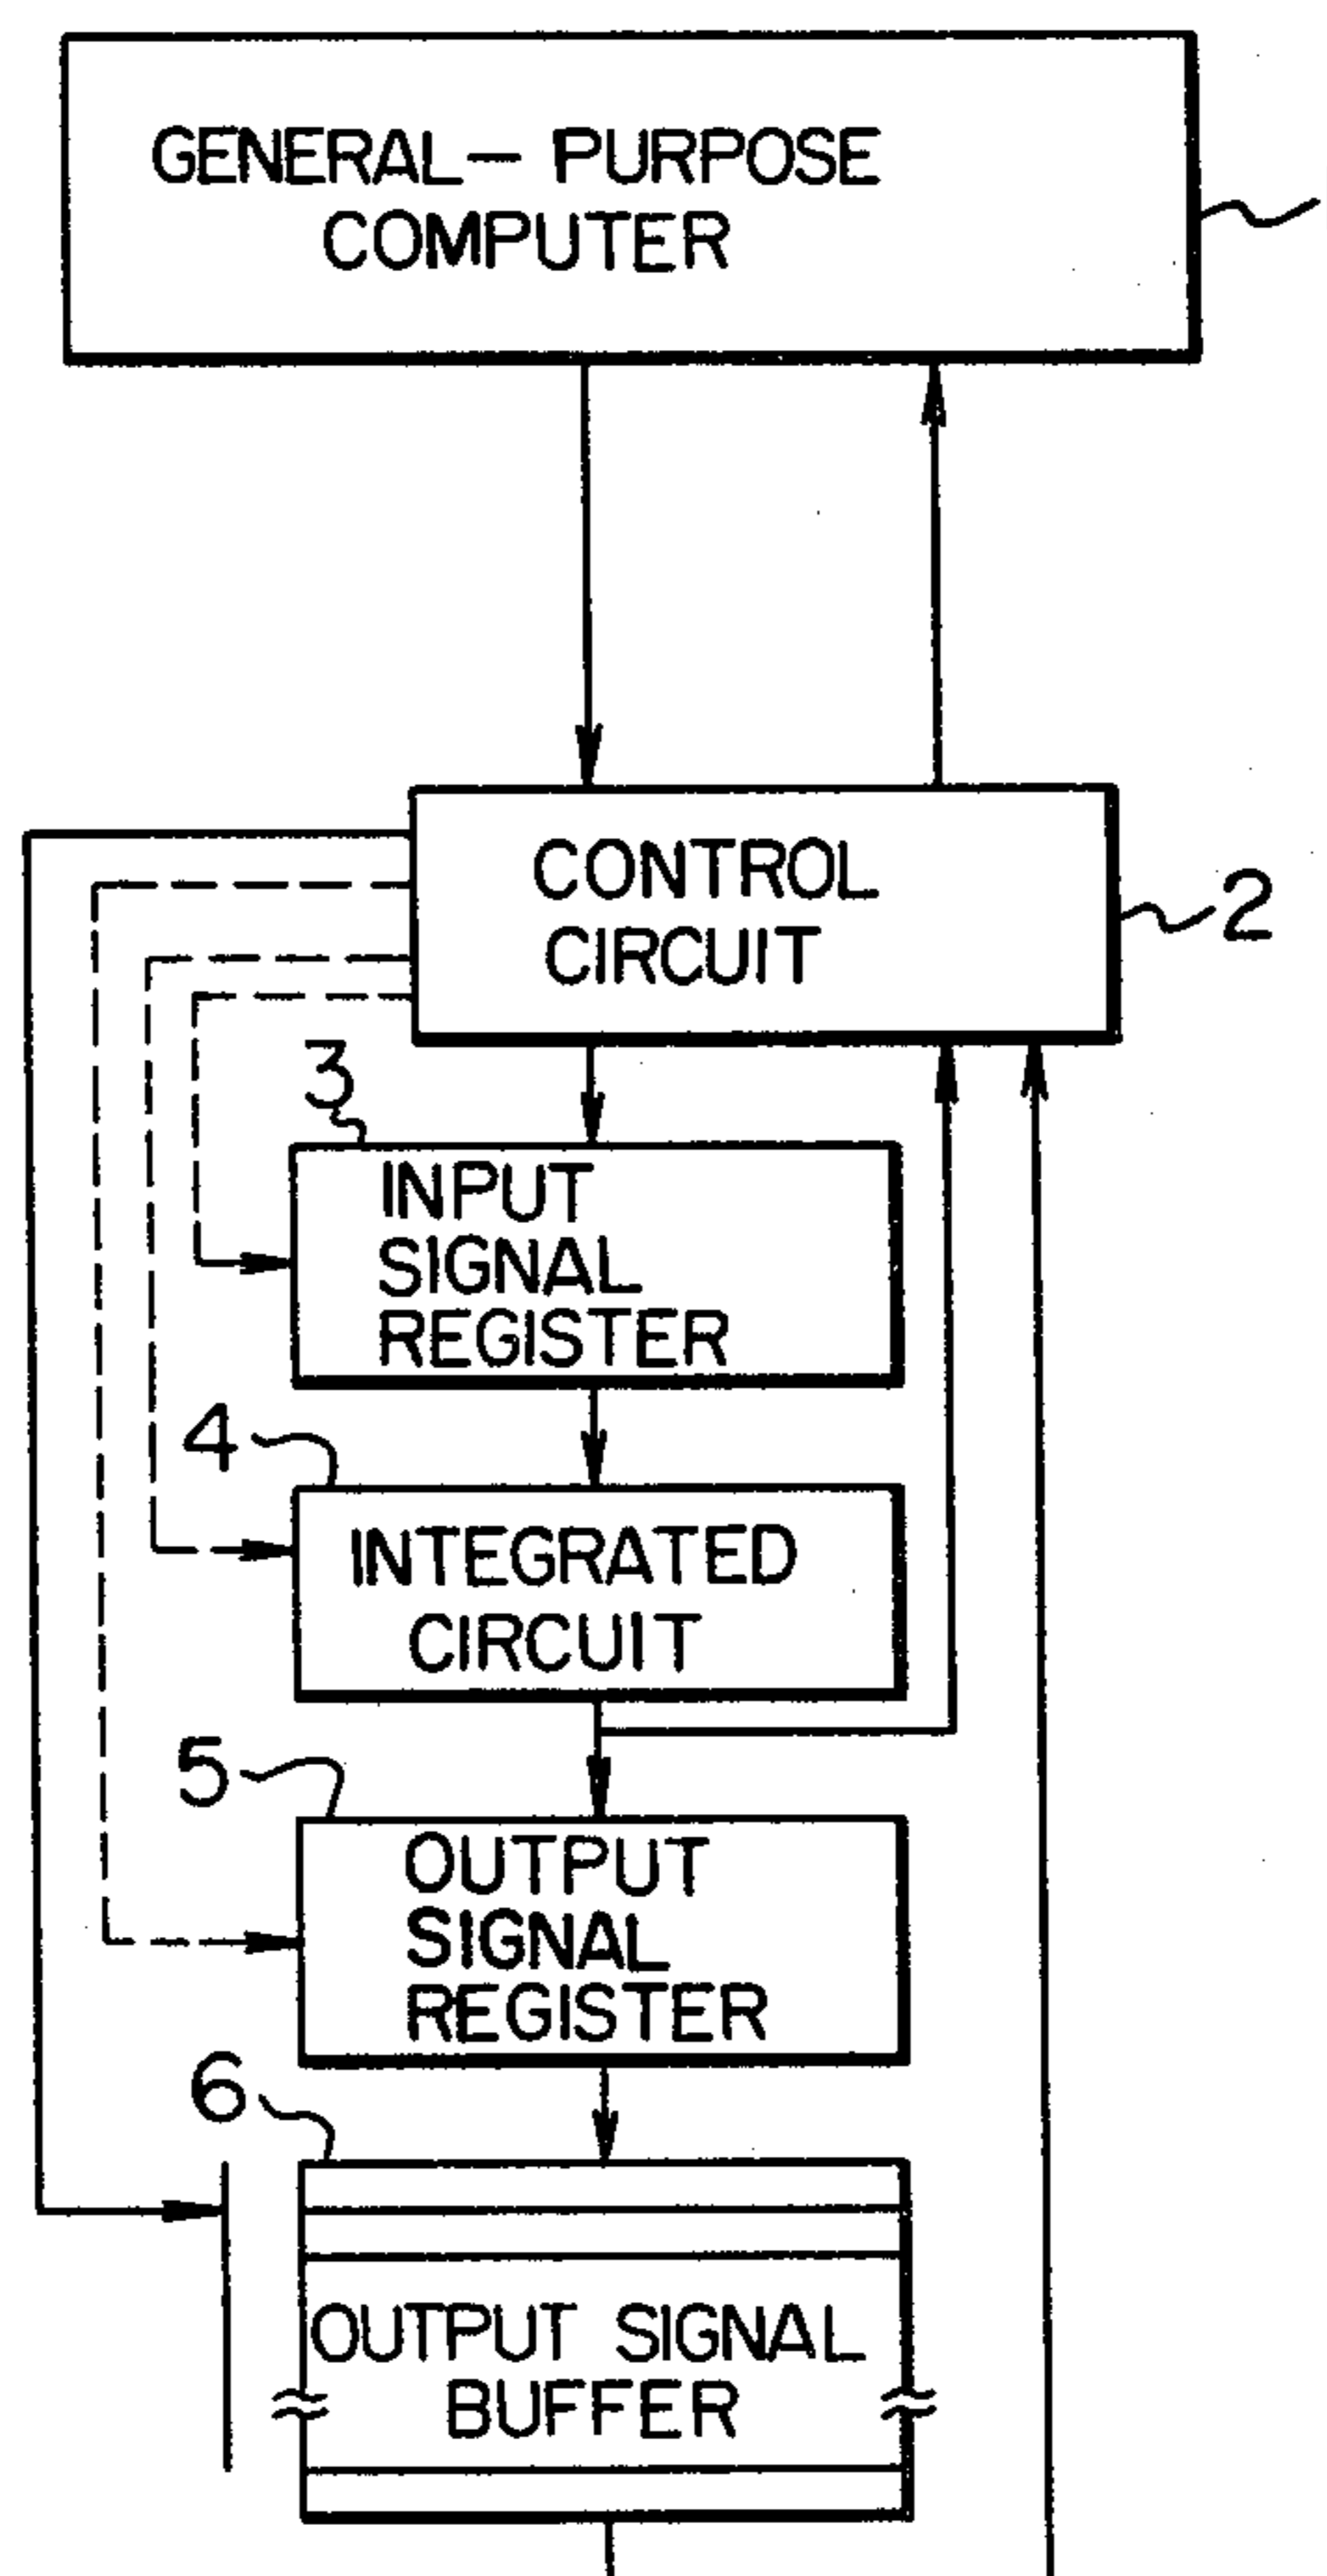 GENERAL- PURPOSE
COMPUTER
CONTROL
CIRCUIT
2
3
INPUT
SIGNAL
REGISTER
4
INTEGRATED
CIRCUIT
5
OUTPUT
SIGNAL
REGISTER
6
OUTPUT SIGNAL
BUFFER